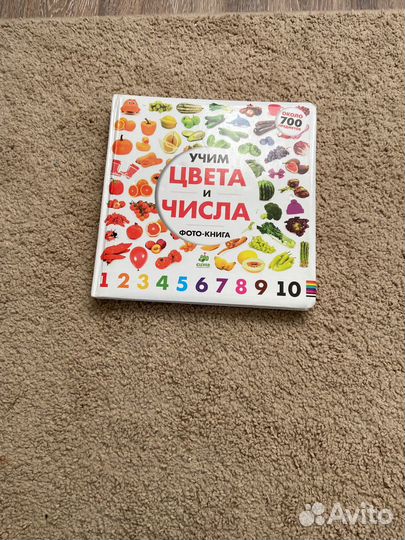 ОКОЛО
700
ПРЕДМЕТОВ
УЧИМ
ЦВЕТА
И
ЧИСЛА
ФОТО-КНИГА
CLEVER
1 2 3 4 5 6 7 8 9 10
Avito